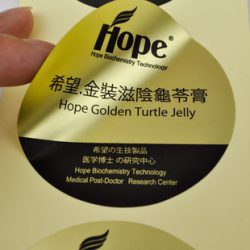 Hope®
Hope Biochemistry Technology
希望.金裝滋陰龜苓膏
Hope Golden Turtle Jelly
希望の生技製品
医学博士の研究中心
Hope Biochemistry Technology
Medical Post-Doctor Research Center